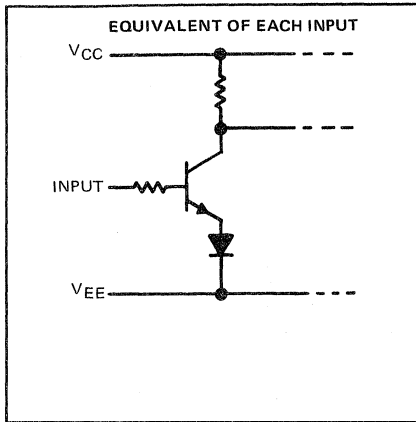 EQUIVALENT OF EACH INPUT
VCC
INPUT
VEE